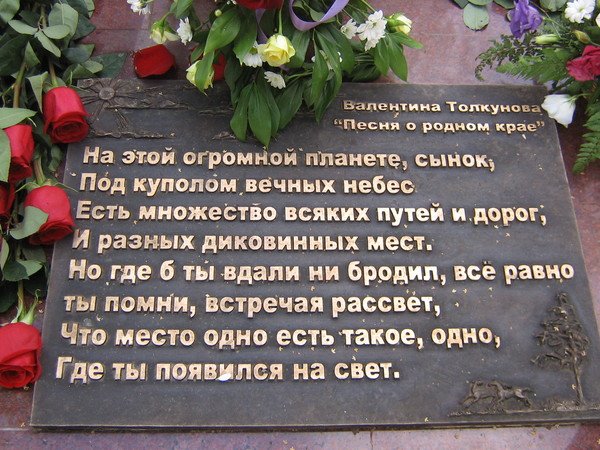 Валентина Толкунова
"Песня о родном крае"
На этой огромной планете, сынок,
Под куполом вечных небес
Есть множество всяких путей и дорог,
И разных диковинных мест.
Но где б ты вдали ни бродил, всё равно
ты помни, встречая рассвет,
Что место одно есть такое, одно,
Где ты появился на свет.